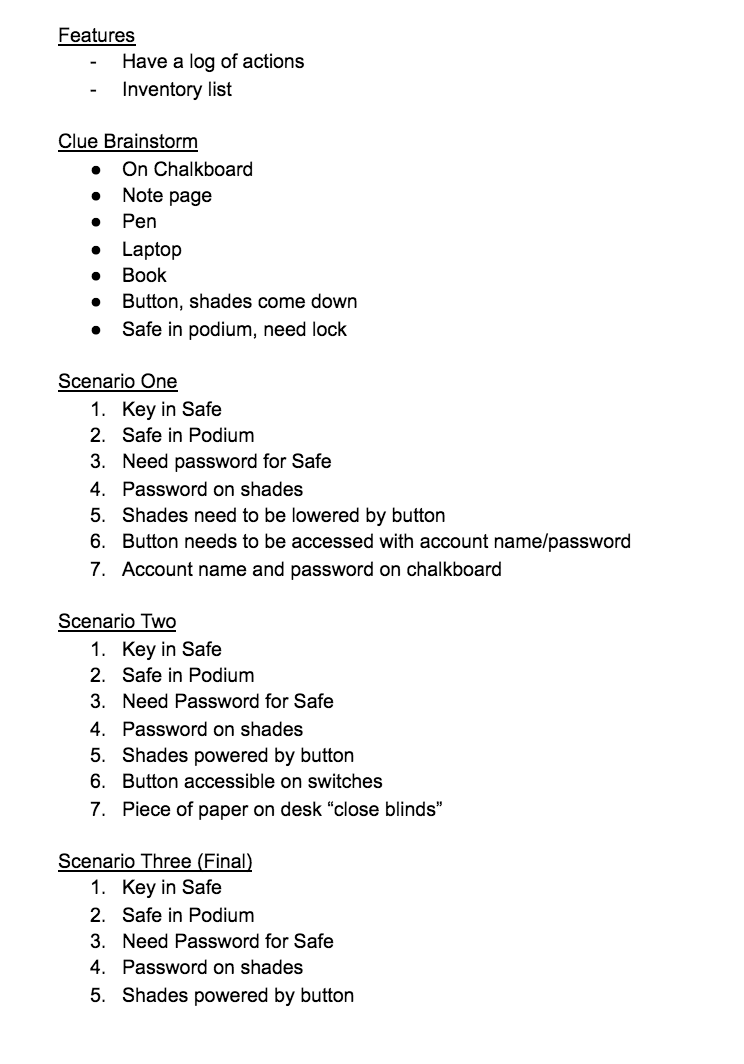 Features
- Have a log of actions
- Inventory list
Clue Brainstorm
● On Chalkboard
● Note page
● Pen
● Laptop
● Book
● Button, shades come down
● Safe in podium, need lock
Scenario One
1. Key in Safe
2. Safe in Podium
3. Need password for Safe
4. Password on shades
5. Shades need to be lowered by button
6. Button needs to be accessed with account name/password
7. Account name and password on chalkboard
Scenario Two
1. Key in Safe
2. Safe in Podium
3. Need Password for Safe
4. Password on shades
5. Shades powered by button
6. Button accessible on switches
7. Piece of paper on desk “close blinds”
Scenario Three (Final)
1. Key in Safe
2. Safe in Podium
3. Need Password for Safe
4. Password on shades
5. Shades powered by button